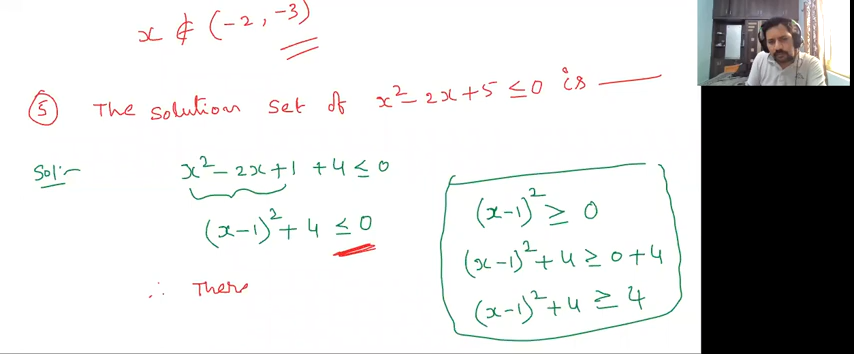 x ∉ (-2, -3)
⑤ The solution set of x² - 2x + 5 ≤ 0 is ———
Sol:-
x² - 2x + 1 + 4 ≤ 0
(x-1)² + 4 ≤ 0
∴ There
(x-1)² ≥ 0
(x-1)² + 4 ≥ 0+4
(x-1)² + 4 ≥ 4